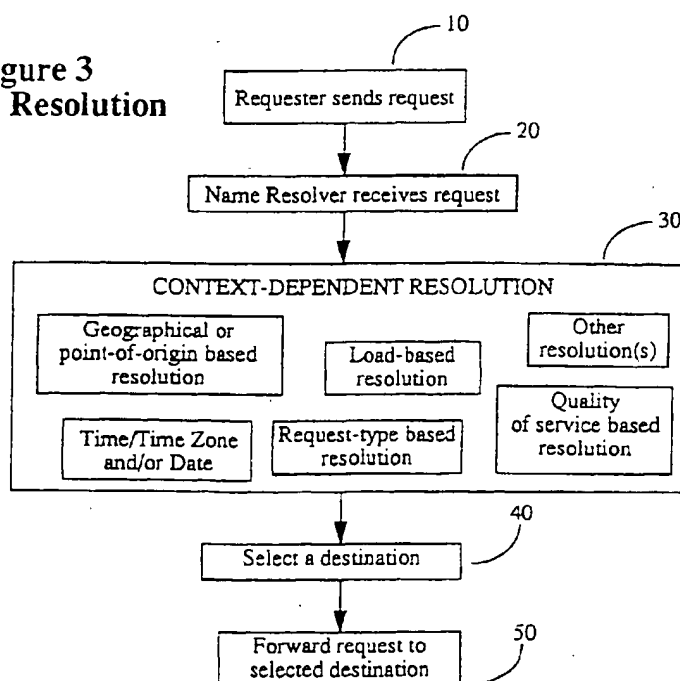 gure 3
Resolution
10
Requester sends request
20
Name Resolver receives request
30
CONTEXT-DEPENDENT RESOLUTION
Geographical or
point-of-origin based
resolution
Load-based
resolution
Other
resolution(s)
Time/Time Zone
and/or Date
Request-type based
resolution
Quality
of service based
resolution
40
Select a destination
50
Forward request to
selected destination